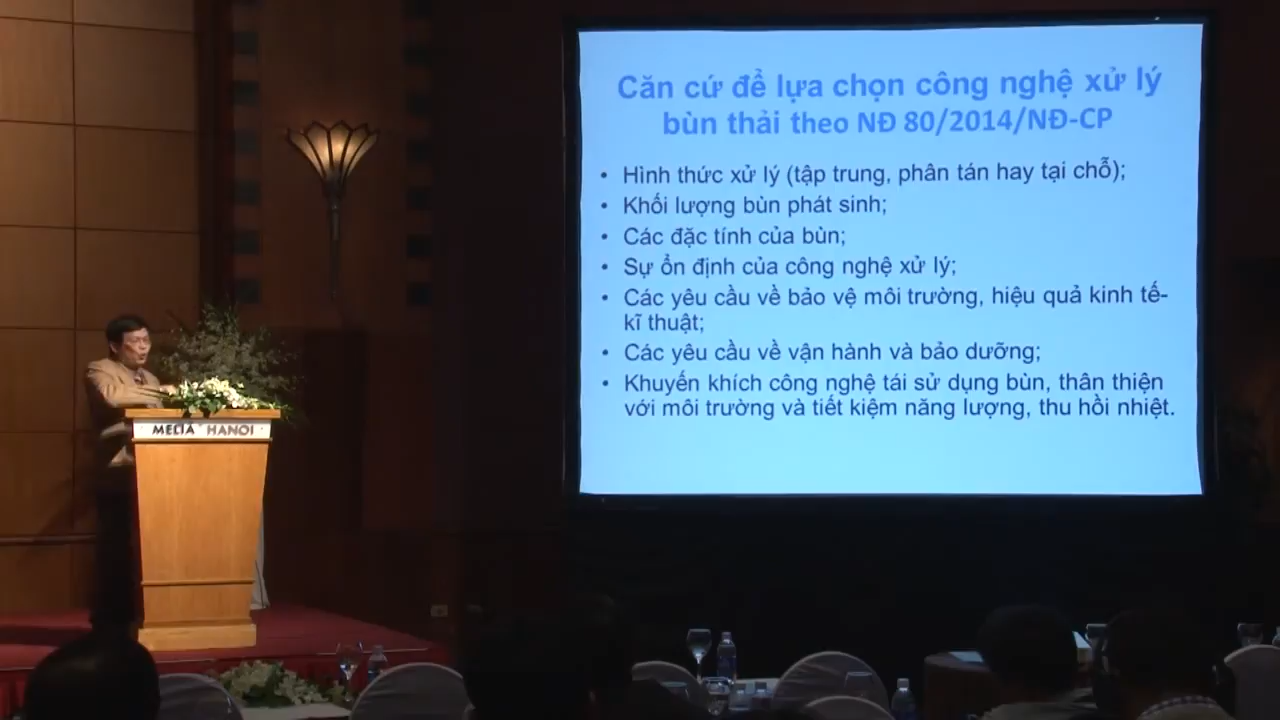 Căn cứ để lựa chọn công nghệ xử lý
bùn thải theo NĐ 80/2014/NĐ-CP
• Hình thức xử lý (tập trung, phân tán hay tại chỗ);
• Khối lượng bùn phát sinh;
• Các đặc tính của bùn;
• Sự ổn định của công nghệ xử lý;
• Các yêu cầu về bảo vệ môi trường, hiệu quả kinh tế-
kĩ thuật;
• Các yêu cầu về vận hành và bảo dưỡng;
• Khuyến khích công nghệ tái sử dụng bùn, thân thiện
với môi trường và tiết kiệm năng lượng, thu hồi nhiệt.
MELIÃ HANOI